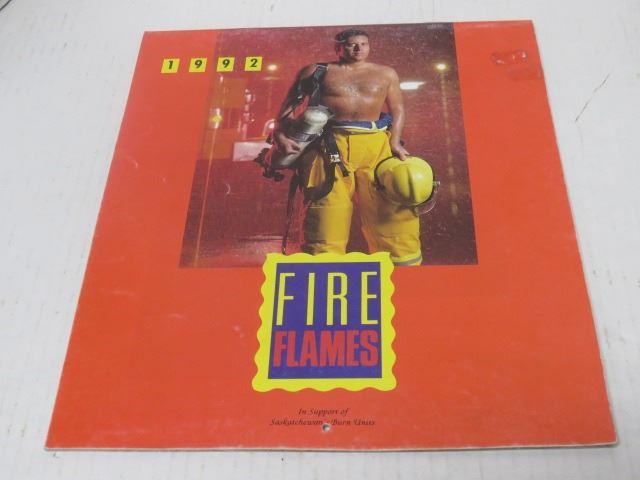 1992
FIRE
FLAMES
In Support of
Saskatchewan's Burn Units